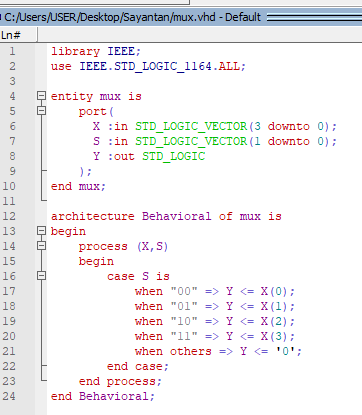 C:/Users/USER/Desktop/Sayantan/mux.vhd - Default
Ln#
1 library IEEE;
2 use IEEE.STD_LOGIC_1164.ALL;
3
4 entity mux is
5 port(
6 X :in STD_LOGIC_VECTOR(3 downto 0);
7 S :in STD_LOGIC_VECTOR(1 downto 0);
8 Y :out STD_LOGIC
9 );
10 end mux;
11
12 architecture Behavioral of mux is
13 begin
14 process (X,S)
15 begin
16 case S is
17 when "00" => Y <= X(0);
18 when "01" => Y <= X(1);
19 when "10" => Y <= X(2);
20 when "11" => Y <= X(3);
21 when others => Y <= '0';
22 end case;
23 end process;
24 end Behavioral;